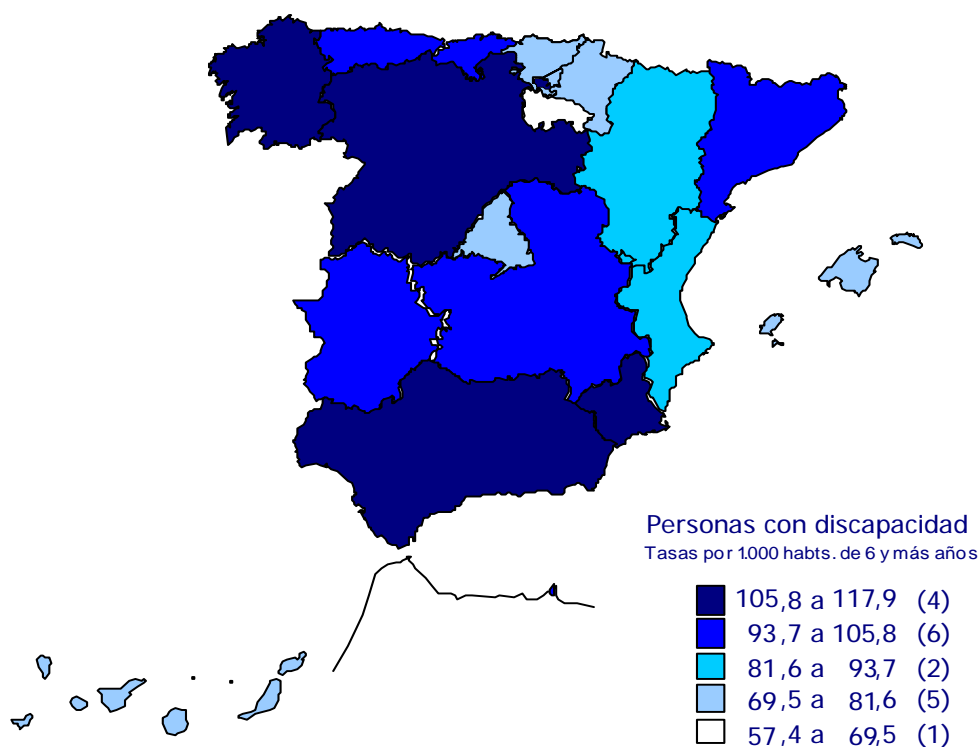 Personas con discapacidad
Tasas por 1.000 habts. de 6 y más años
105,8 a 117,9 (4)
93,7 a 105,8 (6)
81,6 a 93,7 (2)
69,5 a 81,6 (5)
57,4 a 69,5 (1)